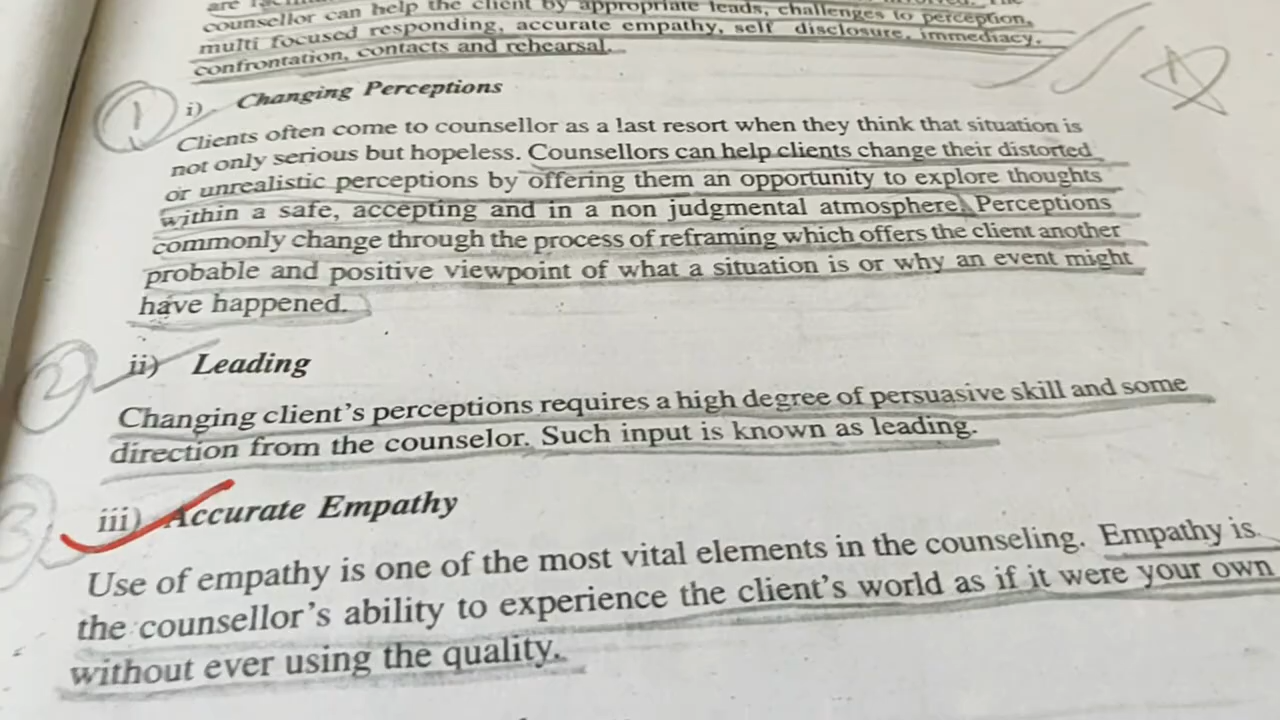 counsellor can help the client by appropriate leads, challenges to perception,
multi focused responding, accurate empathy, self disclosure, immediacy,
confrontation, contacts and rehearsal.
1
i) Changing Perceptions
Clients often come to counsellor as a last resort when they think that situation is
not only serious but hopeless. Counsellors can help clients change their distorted
or unrealistic perceptions by offering them an opportunity to explore thoughts
within a safe, accepting and in a non judgmental atmosphere. Perceptions
commonly change through the process of reframing which offers the client another
probable and positive viewpoint of what a situation is or why an event might
have happened.
2
ii) Leading
Changing client's perceptions requires a high degree of persuasive skill and some
direction from the counselor. Such input is known as leading.
3
iii) Accurate Empathy
Use of empathy is one of the most vital elements in the counseling. Empathy is
the counsellor's ability to experience the client's world as if it were your own
without ever using the quality.